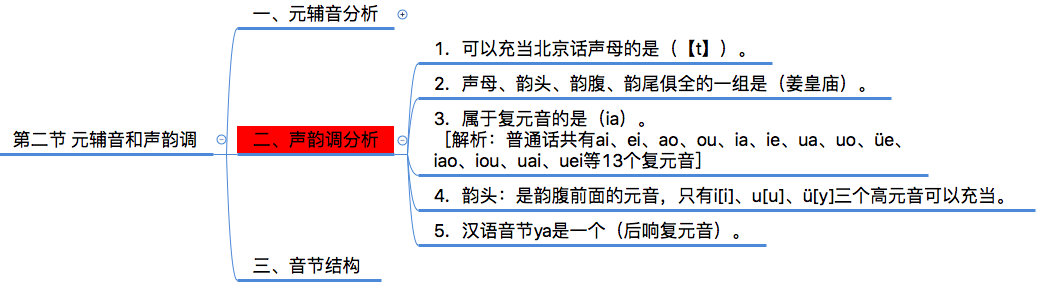 一、元辅音分析
1. 可以充当北京话声母的是（【t】）。
2. 声母、韵头、韵腹、韵尾俱全的一组是（姜皇庙）。
第二节 元辅音和声韵调
二、声韵调分析
3. 属于复元音的是（ia）。
［解析：普通话共有ai、ei、ao、ou、ia、ie、ua、uo、üe、
iao、iou、uai、uei等13个复元音］
4. 韵头：是韵腹前面的元音，只有i[i]、u[u]、ü[y]三个高元音可以充当。
5. 汉语音节ya是一个（后响复元音）。
三、音节结构